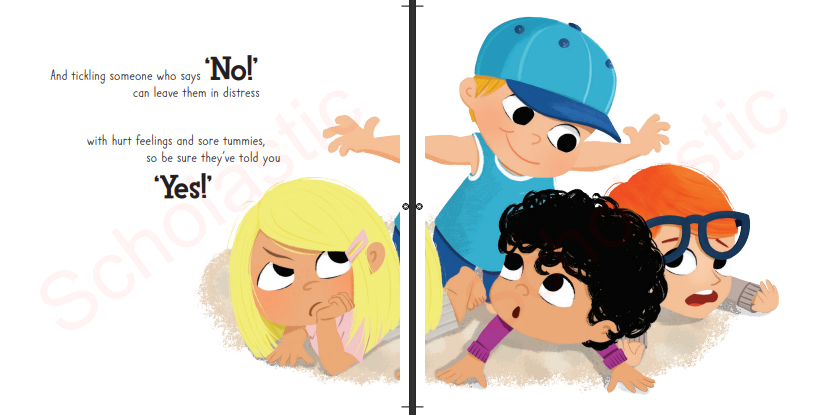 And tickling someone who says ‘No!’
can leave them in distress
with hurt feelings and sore tummies,
so be sure they’ve told you
‘Yes!’
Scholastic
Scholastic